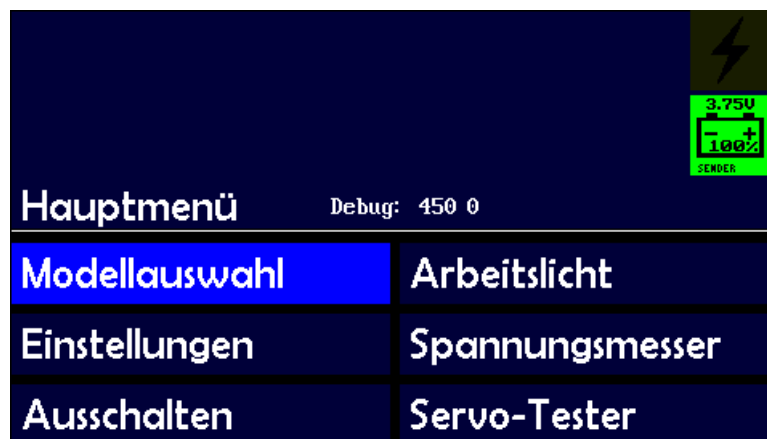 3.75V
- +
100%
SENDER
Hauptmenü Debug: 450 0
Modellauswahl Arbeitslicht
Einstellungen Spannungsmesser
Ausschalten Servo-Tester